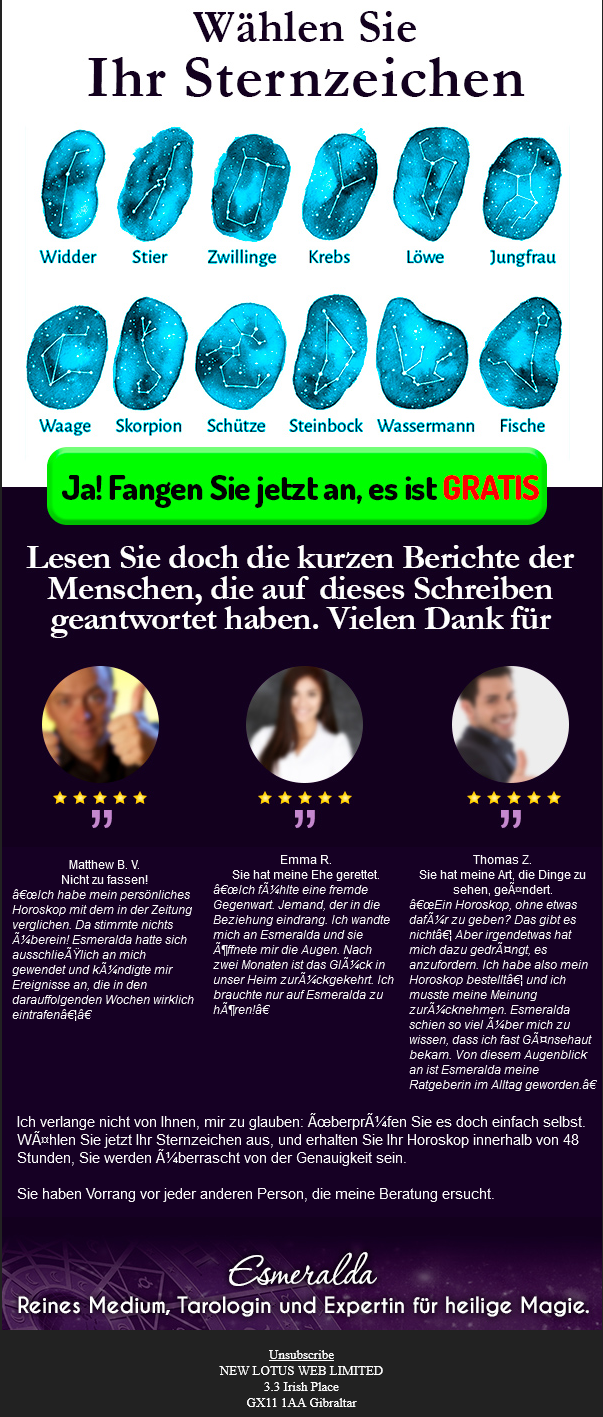 Wählen Sie
Ihr Sternzeichen
Widder Stier Zwillinge Krebs Löwe Jungfrau
Waage Skorpion Schütze Steinbock Wassermann Fische
Ja! Fangen Sie jetzt an, es ist GRATIS
Lesen Sie doch die kurzen Berichte der
Menschen, die auf dieses Schreiben
geantwortet haben. Vielen Dank für
Matthew B. V.
Nicht zu fassen!
â€œIch habe mein persönliches
Horoskop mit dem in der Zeitung
verglichen. Da stimmte nichts
Ã¼berein! Esmeralda hatte sich
ausschlieÃŸlich an mich
gewendet und kÃ¼ndigte mir
Ereignisse an, die in den
darauffolgenden Wochen wirklich
eintrafenâ€¦â€
Emma R.
Sie hat meine Ehe gerettet.
â€œIch fÃ¼hlte eine fremde
Gegenwart. Jemand, der in die
Beziehung eindrang. Ich wandte
mich an Esmeralda und sie
Ã¶ffnete mir die Augen. Nach
zwei Monaten ist das GlÃ¼ck in
unser Heim zurÃ¼ckgekehrt. Ich
brauchte nur auf Esmeralda zu
hÃ¶ren!â€
Thomas Z.
Sie hat meine Art, die Dinge zu
sehen, geÃ¤ndert.
â€œEin Horoskop, ohne etwas
dafÃ¼r zu geben? Das gibt es
nichtâ€¦ Aber irgendetwas hat
mich dazu gedrÃ¤ngt, es
anzufordern. Ich habe also mein
Horoskop bestelltâ€¦ und ich
musste meine Meinung
zurÃ¼cknehmen. Esmeralda
schien so viel Ã¼ber mich zu
wissen, dass ich fast GÃ¤nsehaut
bekam. Von diesem Augenblick
an ist Esmeralda meine
Ratgeberin im Alltag geworden.â€
Ich verlange nicht von Ihnen, mir zu glauben: ÃœberprÃ¼fen Sie es doch einfach selbst.
WÃ¤hlen Sie jetzt Ihr Sternzeichen aus, und erhalten Sie Ihr Horoskop innerhalb von 48
Stunden, Sie werden Ã¼berrascht von der Genauigkeit sein.
Sie haben Vorrang vor jeder anderen Person, die meine Beratung ersucht.
Esmeralda
Reines Medium, Tarologin und Expertin für heilige Magie.
Unsubscribe
NEW LOTUS WEB LIMITED
3.3 Irish Place
GX11 1AA Gibraltar